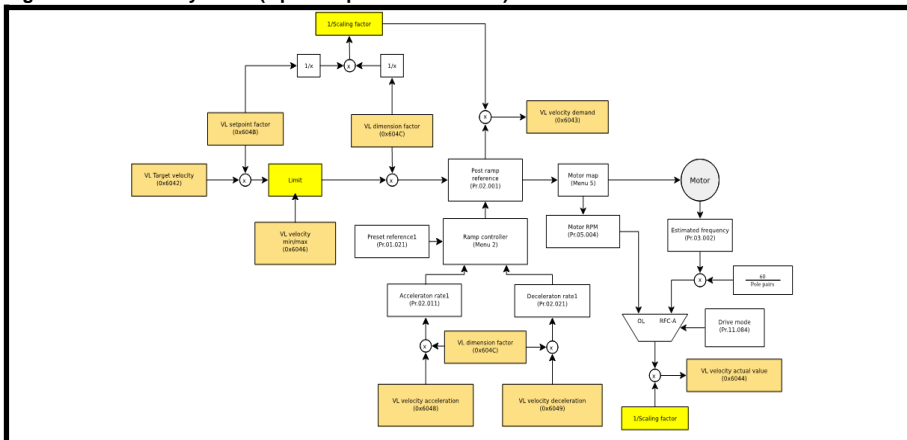 1/Scaling factor
1/x
x
1/x
VL setpoint factor
(0x604B)
VL dimension factor
(0x604C)
x
VL velocity demand
(0x6043)
VL Target velocity
(0x6042)
x
Limit
x
Post ramp
reference
(Pr.02.001)
Motor map
(Menu 5)
Motor
VL velocity
min/max
(0x6046)
Preset reference1
(Pr.01.021)
Ramp controller
(Menu 2)
Motor RPM
(Pr.05.004)
Estimated frequency
(Pr.03.002)
x
60
Pole pairs
Acceleraton rate1
(Pr.02.011)
Deceleraton rate1
(Pr.02.021)
OL
RFC-A
Drive mode
(Pr.11.084)
x
VL dimension factor
(0x604C)
x
x
VL velocity actual value
(0x6044)
VL velocity acceleration
(0x6048)
VL velocity deceleration
(0x6049)
1/Scaling factor